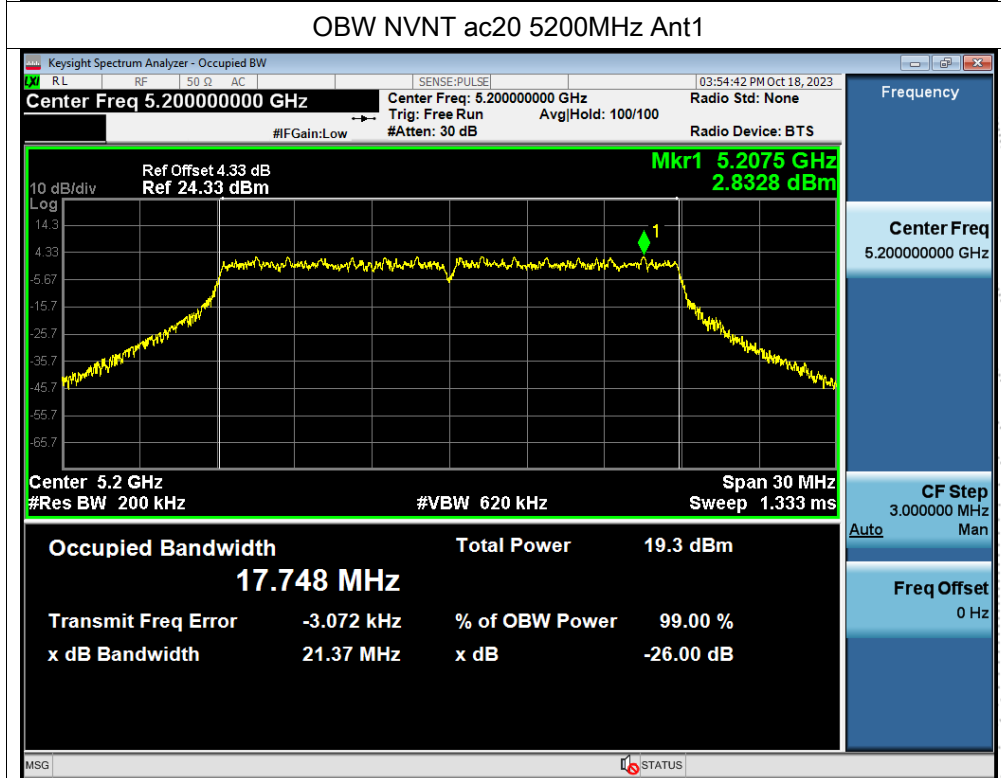 OBW NVNT ac20 5200MHz Ant1
Keysight Spectrum Analyzer - Occupied BW
LXI RL RF 50 Ω AC SENSE:PULSE 03:54:42 PM Oct 18, 2023
Center Freq 5.200000000 GHz
Center Freq: 5.200000000 GHz
Radio Std: None
Trig: Free Run Avg|Hold: 100/100
#IFGain:Low
#Atten: 30 dB
Radio Device: BTS
Frequency
Mkr1 5.2075 GHz
2.8328 dBm
Ref Offset 4.33 dB
10 dB/div Ref 24.33 dBm
Log
14.3
4.33
-5.67
-15.7
-25.7
-35.7
-45.7
-55.7
-65.7
1
Center 5.2 GHz Span 30 MHz
#Res BW 200 kHz #VBW 620 kHz Sweep 1.333 ms
Occupied Bandwidth Total Power 19.3 dBm
17.748 MHz
Transmit Freq Error -3.072 kHz % of OBW Power 99.00 %
x dB Bandwidth 21.37 MHz x dB -26.00 dB
Center Freq
5.200000000 GHz
CF Step
3.000000 MHz
Auto Man
Freq Offset
0 Hz
MSG STATUS